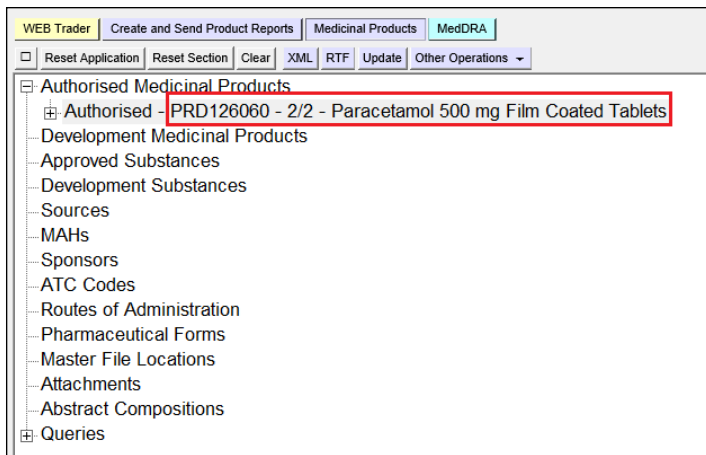 WEB Trader Create and Send Product Reports Medicinal Products MedDRA
Reset Application Reset Section Clear XML RTF Update Other Operations
Authorised Medicinal Products
Authorised - PRD126060 - 2/2 - Paracetamol 500 mg Film Coated Tablets
Development Medicinal Products
Approved Substances
Development Substances
Sources
MAHs
Sponsors
ATC Codes
Routes of Administration
Pharmaceutical Forms
Master File Locations
Attachments
Abstract Compositions
Queries